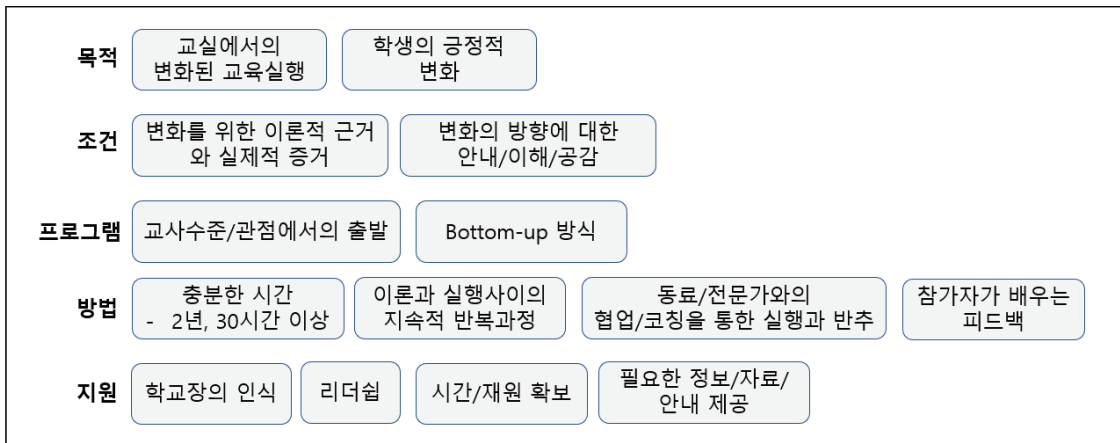 목적
교실에서의
변화된 교육실행
학생의 긍정적
변화
조건
변화를 위한 이론적 근거
와 실제적 증거
변화의 방향에 대한
안내/이해/공감
프로그램
교사수준/관점에서의 출발
Bottom-up 방식
방법
충분한 시간
- 2년, 30시간 이상
이론과 실행사이의
지속적 반복과정
동료/전문가와의
협업/코칭을 통한 실행과 반추
참가자가 배우는
피드백
지원
학교장의 인식
리더쉽
시간/재원 확보
필요한 정보/자료/
안내 제공